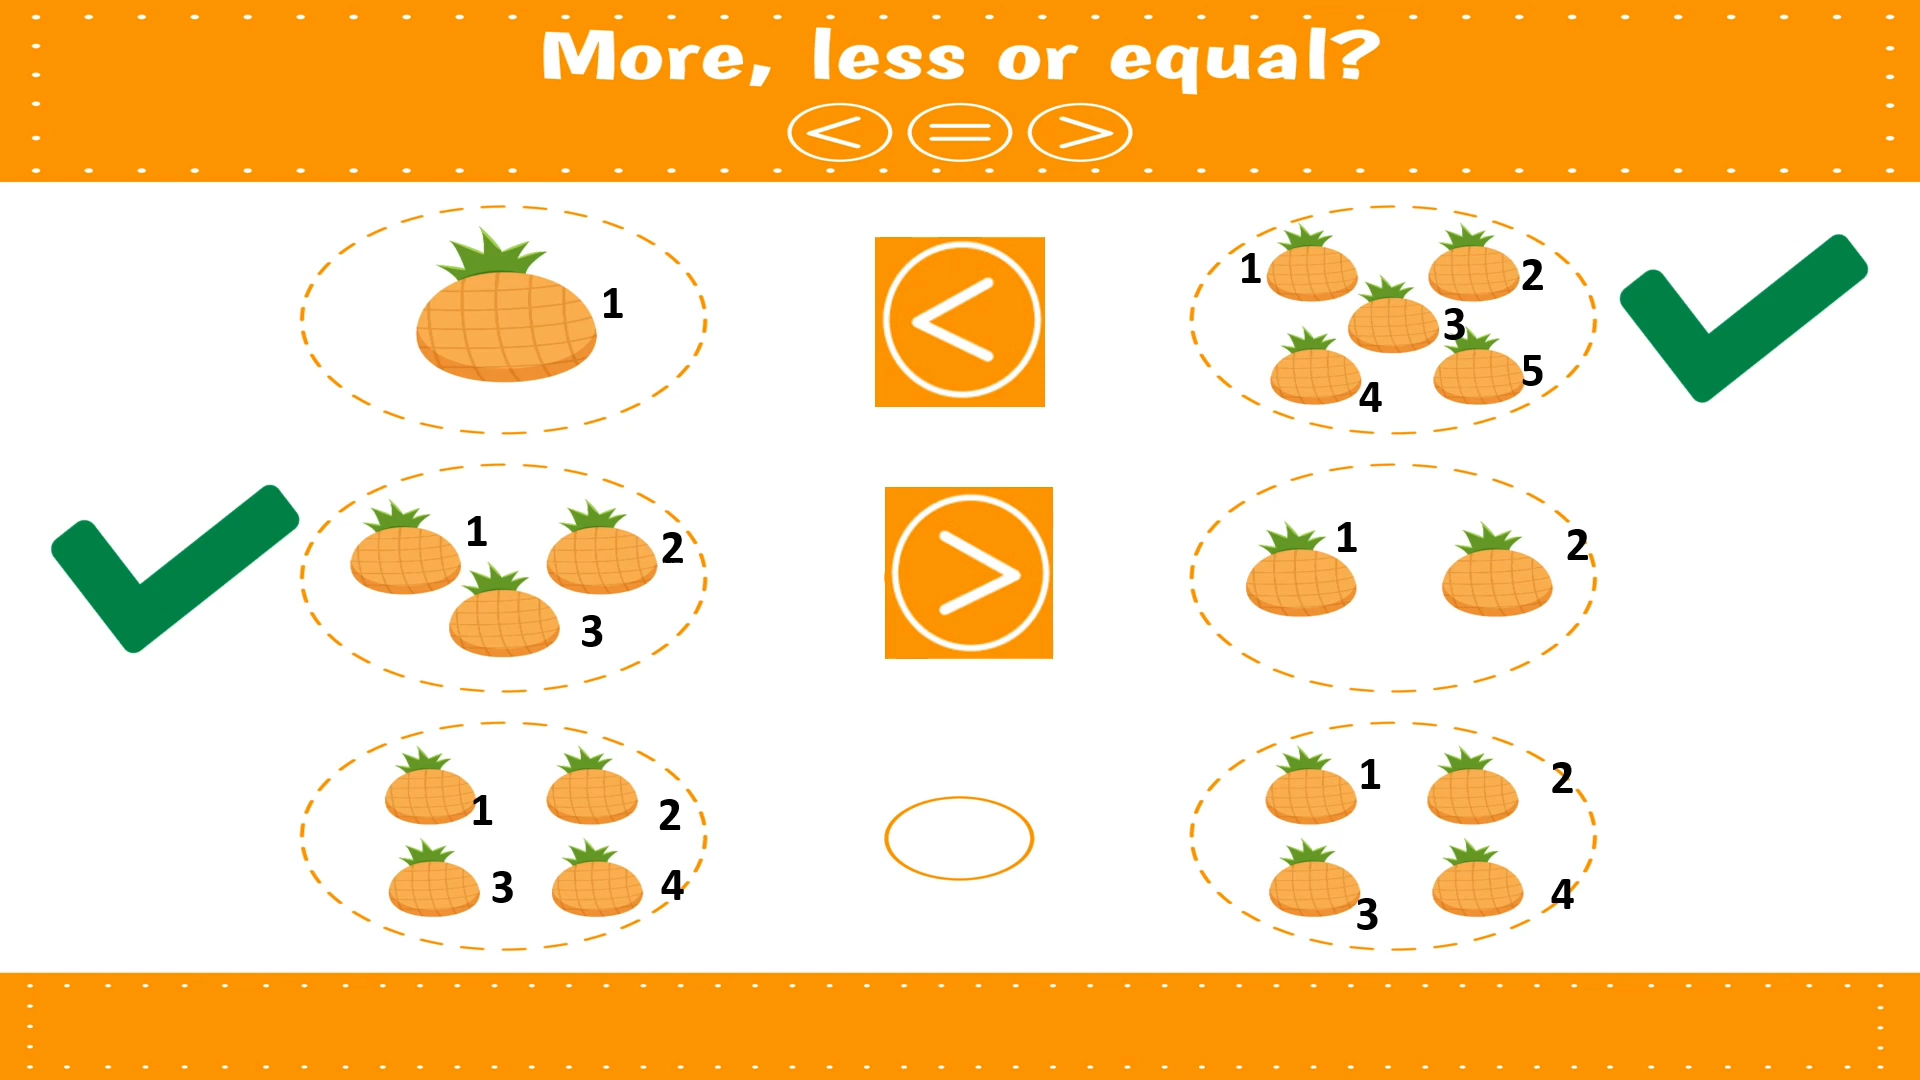 More, less or equal?
< = >
1 < 1 2 3 4 5
1 2 3 > 1 2
1 2 3 4
1 2 3 4